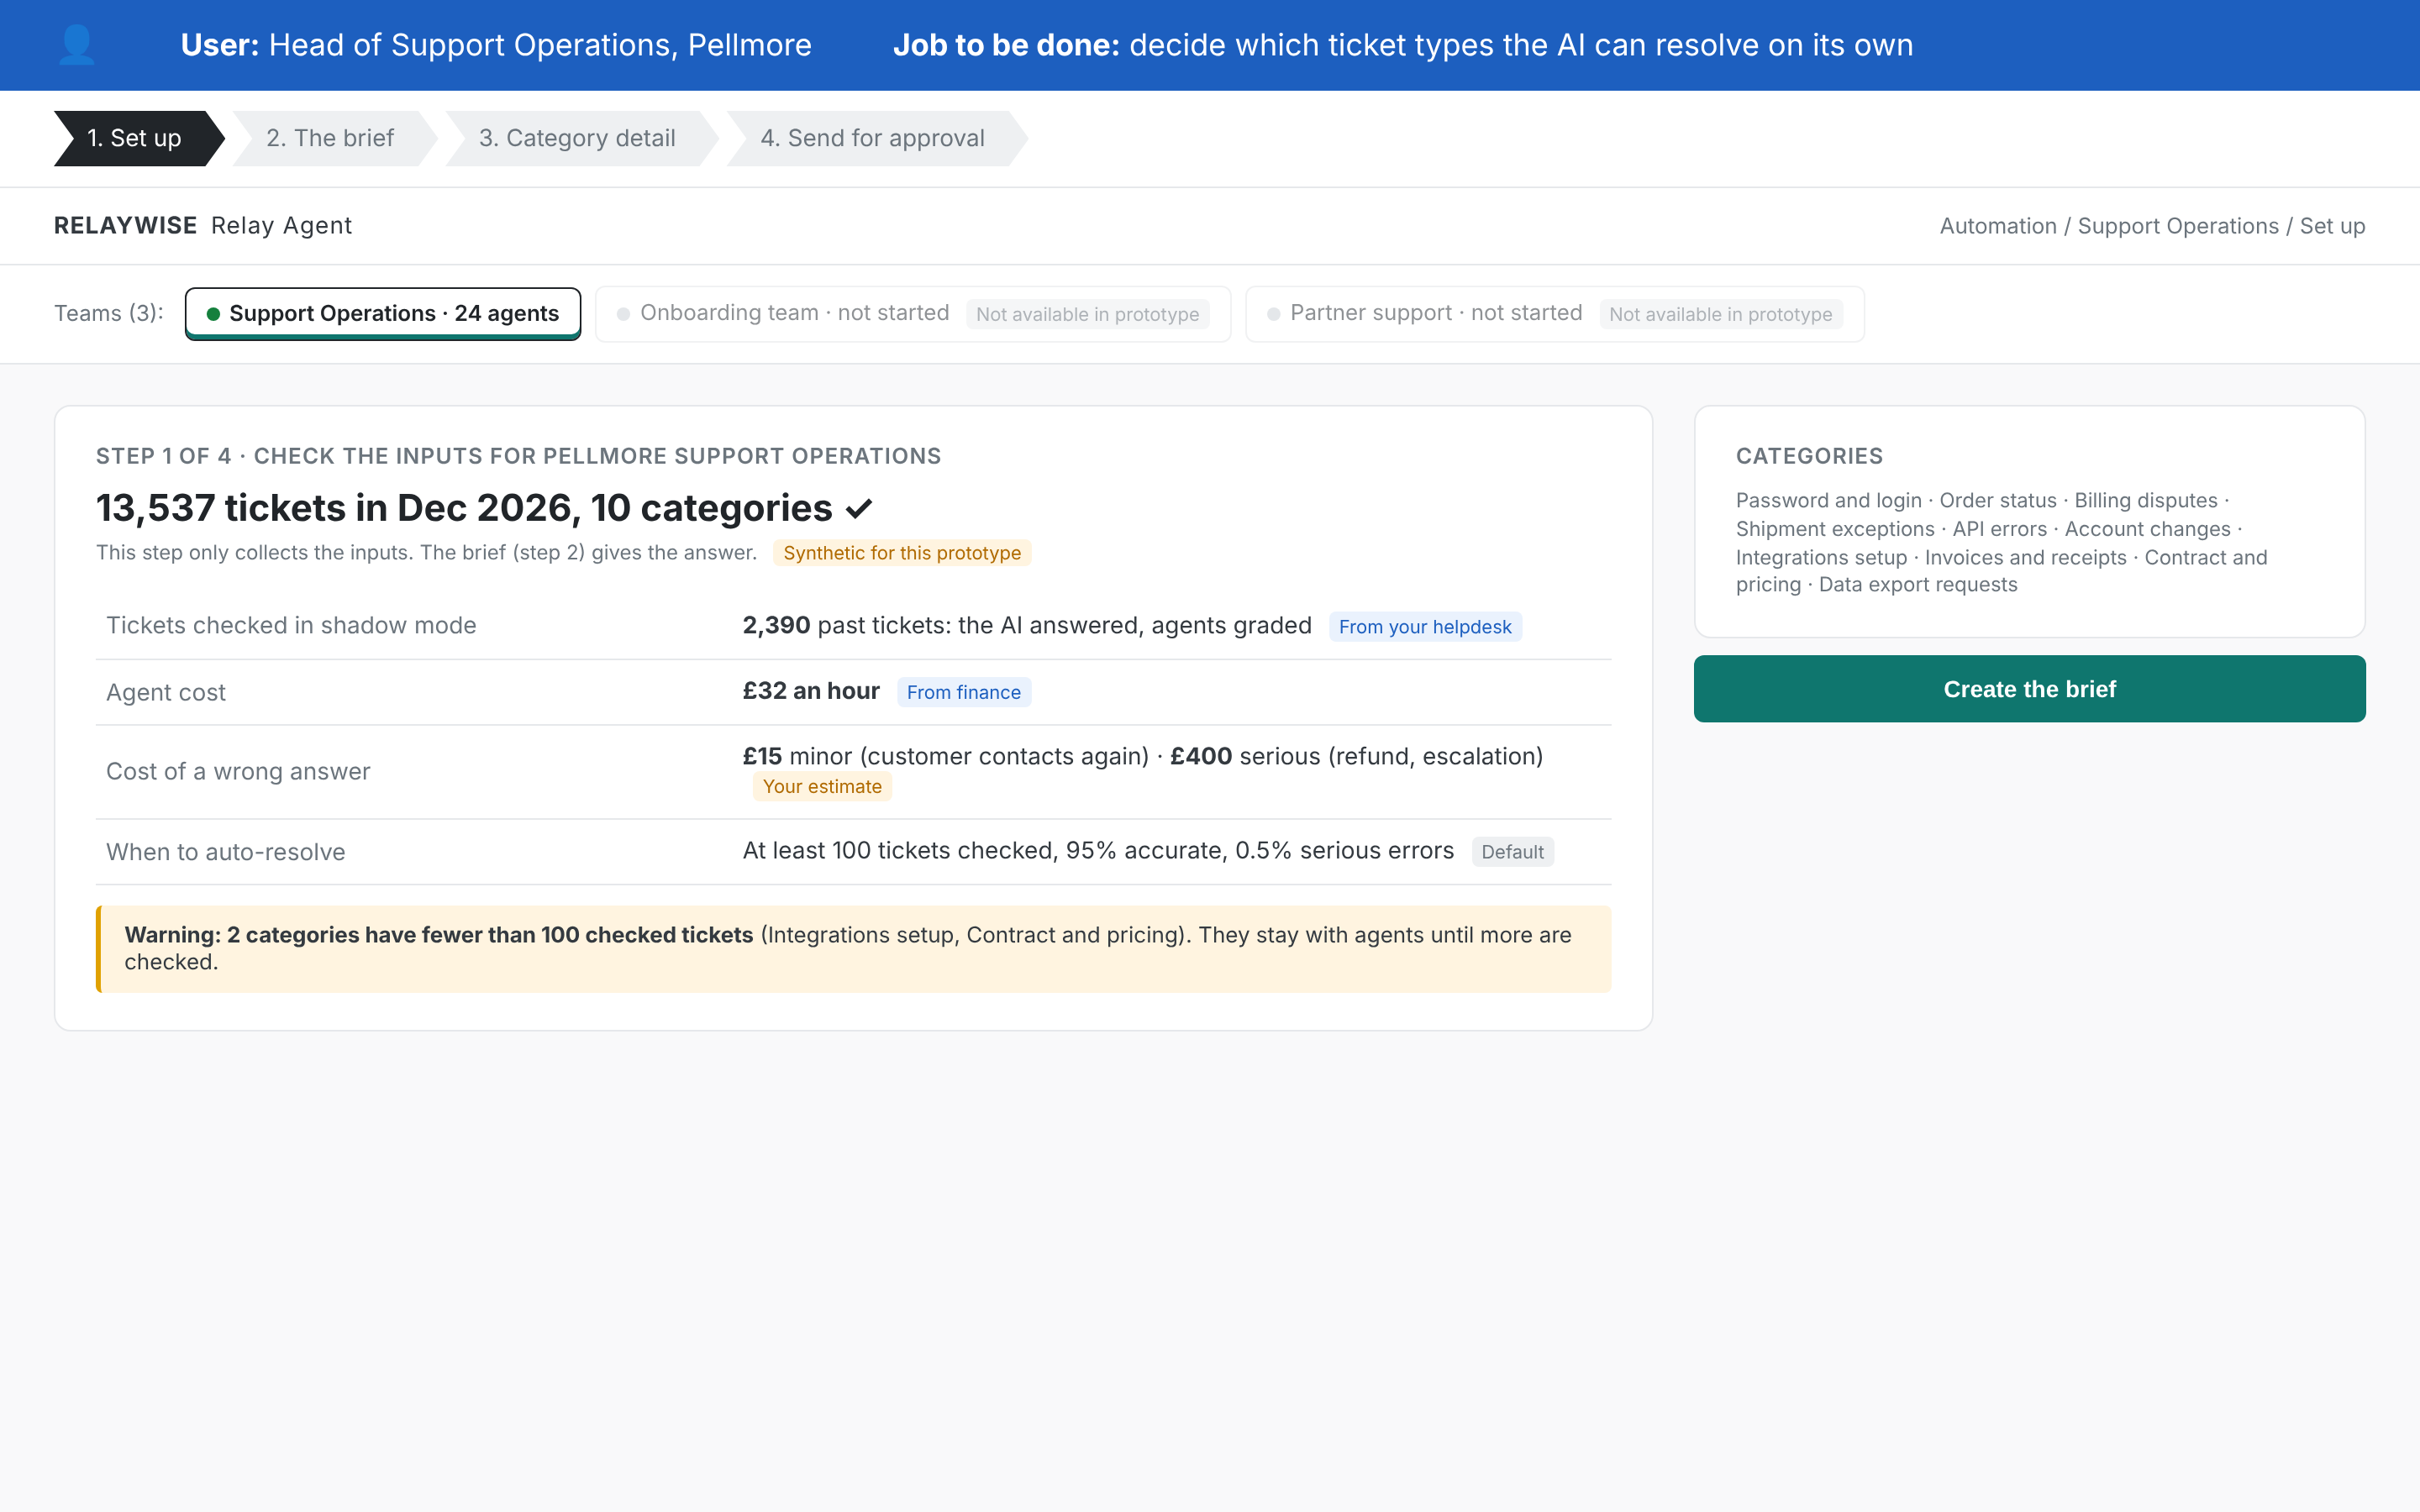 User: Head of Support Operations, Pellmore
Job to be done: decide which ticket types the AI can resolve on its own
1. Set up
2. The brief
3. Category detail
4. Send for approval
RELAYWISE Relay Agent
Automation / Support Operations / Set up
Teams (3):
Support Operations · 24 agents
Onboarding team · not started Not available in prototype
Partner support · not started Not available in prototype
STEP 1 OF 4 · CHECK THE INPUTS FOR PELLMORE SUPPORT OPERATIONS
13,537 tickets in Dec 2026, 10 categories ✓
This step only collects the inputs. The brief (step 2) gives the answer. Synthetic for this prototype
Tickets checked in shadow mode
2,390 past tickets: the AI answered, agents graded From your helpdesk
Agent cost
£32 an hour From finance
Cost of a wrong answer
£15 minor (customer contacts again) · £400 serious (refund, escalation)
Your estimate
When to auto-resolve
At least 100 tickets checked, 95% accurate, 0.5% serious errors Default
Warning: 2 categories have fewer than 100 checked tickets (Integrations setup, Contract and pricing). They stay with agents until more are
checked.
CATEGORIES
Password and login · Order status · Billing disputes ·
Shipment exceptions · API errors · Account changes ·
Integrations setup · Invoices and receipts · Contract and
pricing · Data export requests
Create the brief